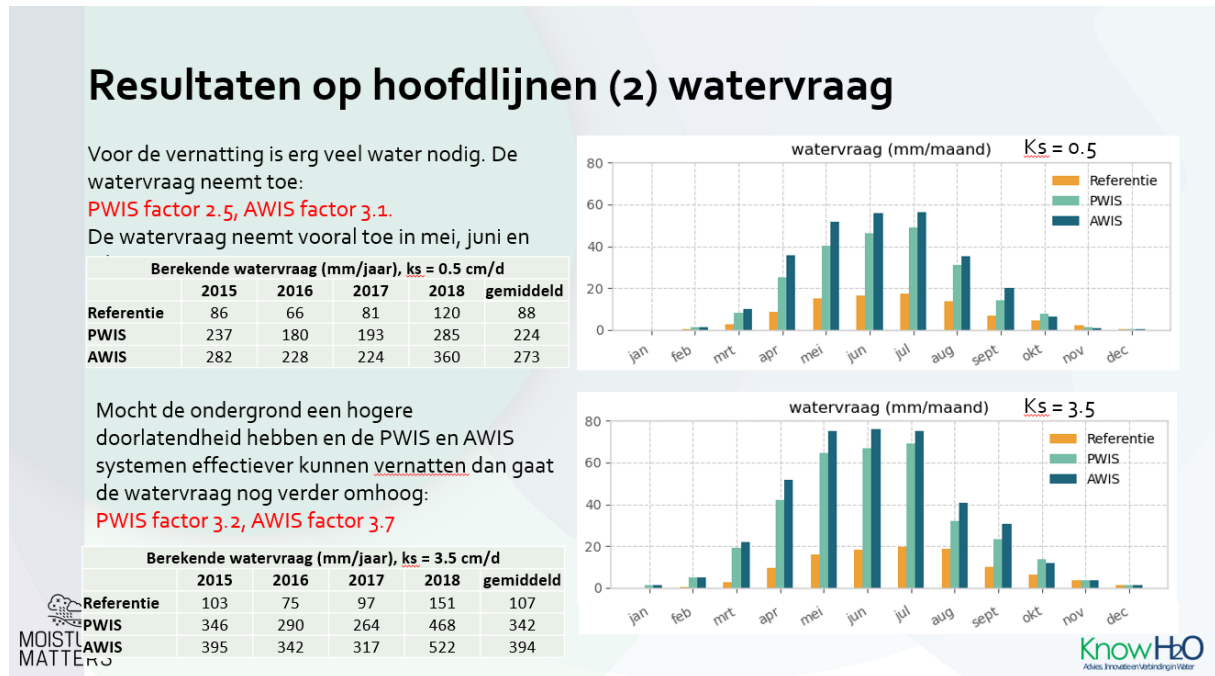 Resultaten op hoofdlijnen (2) watervraag
Voor de vernatting is erg veel water nodig. De
watervraag neemt toe:
PWIS factor 2.5, AWIS factor 3.1.
De watervraag neemt vooral toe in mei, juni en
Berekende watervraag (mm/jaar), ks = 0.5 cm/d
2015 2016 2017 2018 gemiddeld
Referentie 86 66 81 120 88
PWIS 237 180 193 285 224
AWIS 282 228 224 360 273
Mocht de ondergrond een hogere
doorlatendheid hebben en de PWIS en AWIS
systemen effectiever kunnen vernatten dan gaat
de watervraag nog verder omhoog:
PWIS factor 3.2, AWIS factor 3.7
Berekende watervraag (mm/jaar), ks = 3.5 cm/d
2015 2016 2017 2018 gemiddeld
Referentie 103 75 97 151 107
PWIS 346 290 264 468 342
AWIS 395 342 317 522 394
MATTERS
watervraag (mm/maand) Ks = 0.5
80
60
40
20
0
Referentie
PWIS
AWIS
jan feb mrt apr mei jun jul aug sept okt nov dec
watervraag (mm/maand) Ks = 3.5
80
60
40
20
0
Referentie
PWIS
AWIS
jan feb mrt apr mei jun jul aug sept okt nov dec
KnowH2O
Advies, Innovatie en Verbinding in Water